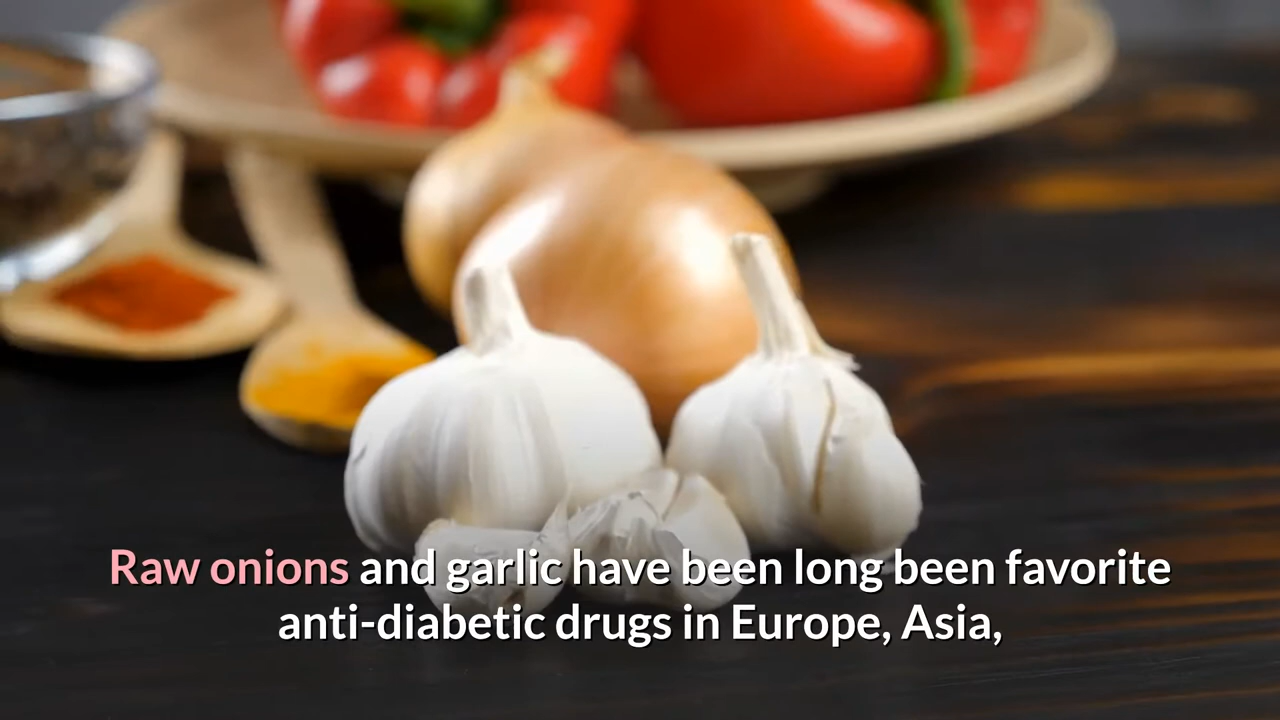 Raw onions and garlic have been long been favorite
anti-diabetic drugs in Europe, Asia,